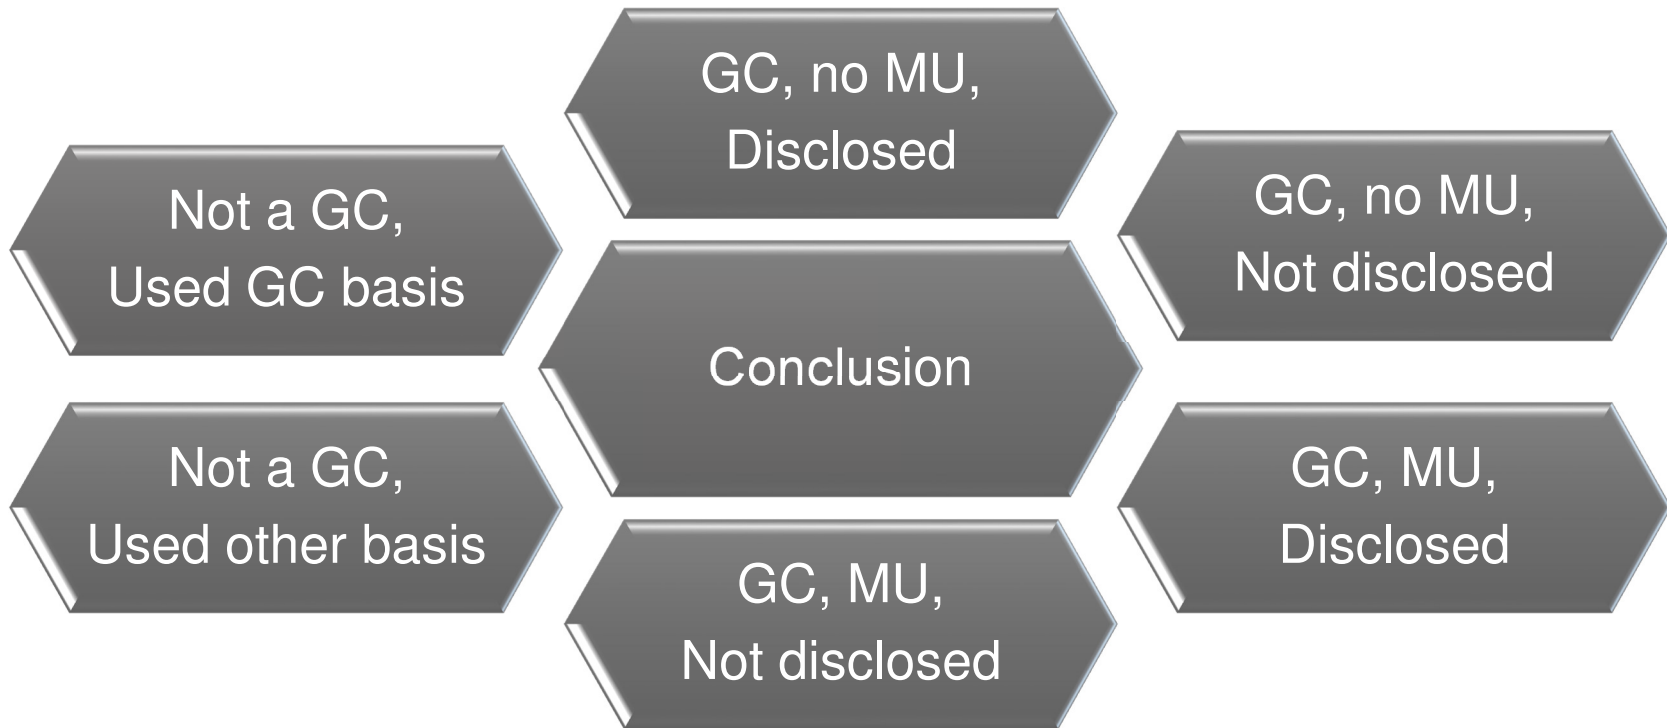 GC, no MU,
Disclosed
Not a GC,
Used GC basis
GC, no MU,
Not disclosed
Conclusion
Not a GC,
Used other basis
GC, MU,
Disclosed
GC, MU,
Not disclosed